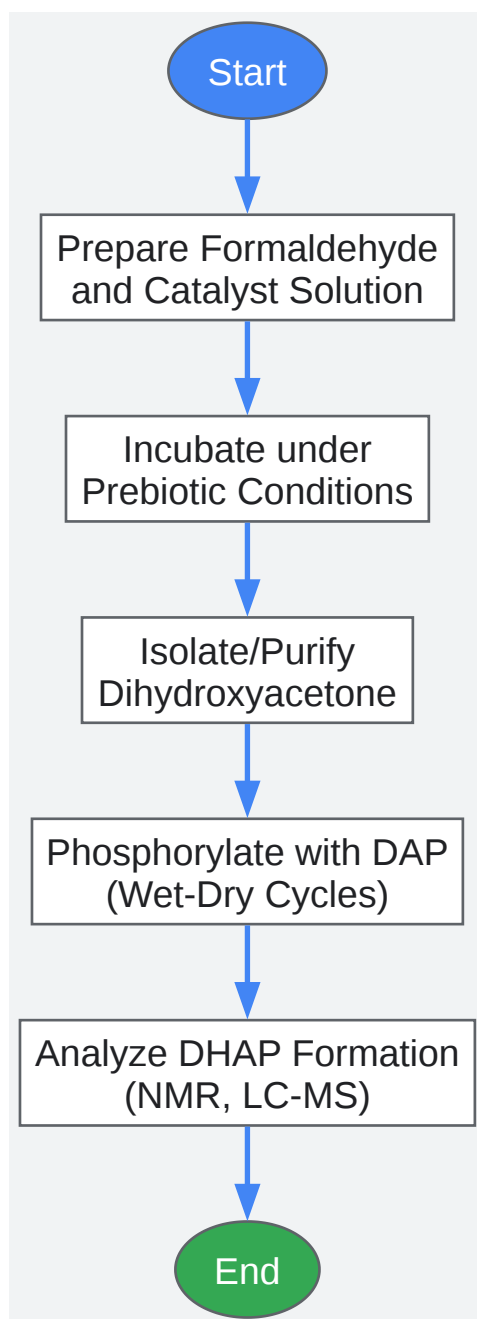 Start
Prepare Formaldehyde
and Catalyst Solution
Incubate under
Prebiotic Conditions
Isolate/Purify
Dihydroxyacetone
Phosphorylate with DAP
(Wet-Dry Cycles)
Analyze DHAP Formation
(NMR, LC-MS)
End